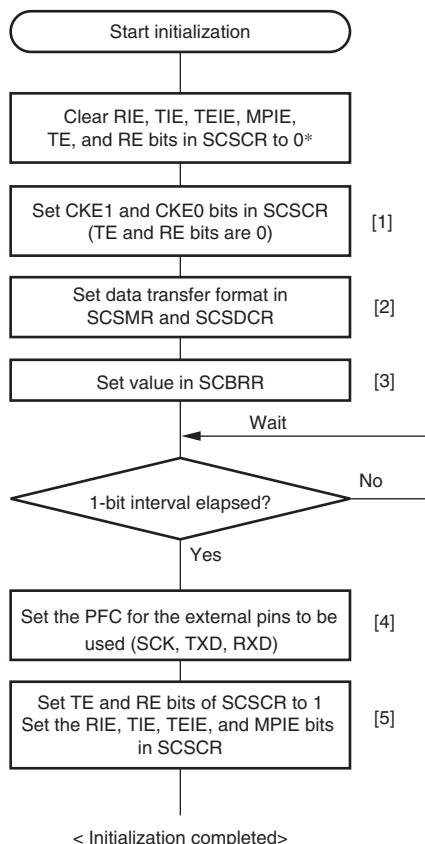 Start initialization
Clear RIE, TIE, TEIE, MPIE,
TE, and RE bits in SCSCR to 0*
Set CKE1 and CKE0 bits in SCSCR
(TE and RE bits are 0)
[1]
Set data transfer format in
SCSMR and SCSDCR
[2]
Set value in SCBRR
[3]
Wait
1-bit interval elapsed?
No
Yes
Set the PFC for the external pins to be
used (SCK, TXD, RXD)
[4]
Set TE and RE bits of SCSCR to 1
Set the RIE, TIE, TEIE, and MPIE bits
in SCSCR
[5]
< Initialization completed>